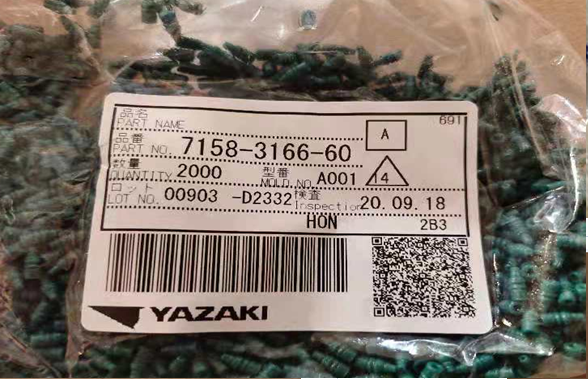 品名
PART NAME
691
A
品番
PART NO. 7158-3166-60
数量
QUANTITY 2000
型番
MOLD.NO. A001
14
ロット
LOT NO. 00903 -D2332
検査
Inspection 20.09.18
HON
2B3
YAZAKI